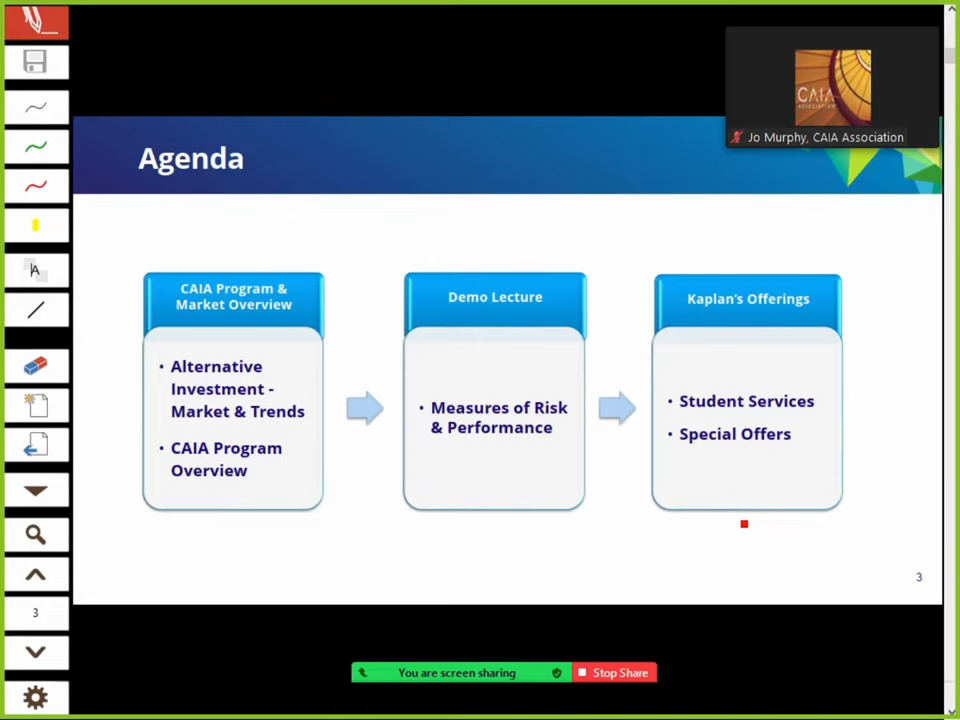 CAIA
ASSOCIATION
Jo Murphy, CAIA Association
Agenda
CAIA Program &
Market Overview
• Alternative
Investment -
Market & Trends
• CAIA Program
Overview
Demo Lecture
• Measures of Risk
& Performance
Kaplan's Offerings
• Student Services
• Special Offers
3
A
3
You are screen sharing
Stop Share